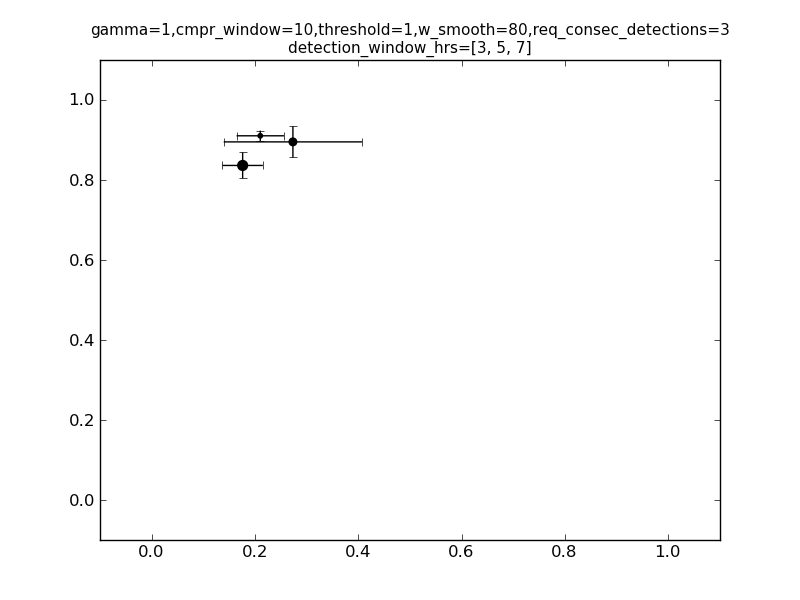 gamma=1,cmpr_window=10,threshold=1,w_smooth=80,req_consec_detections=3
detection_window_hrs=[3, 5, 7]
1.0
0.8
0.6
0.4
0.2
0.0
0.0 0.2 0.4 0.6 0.8 1.0